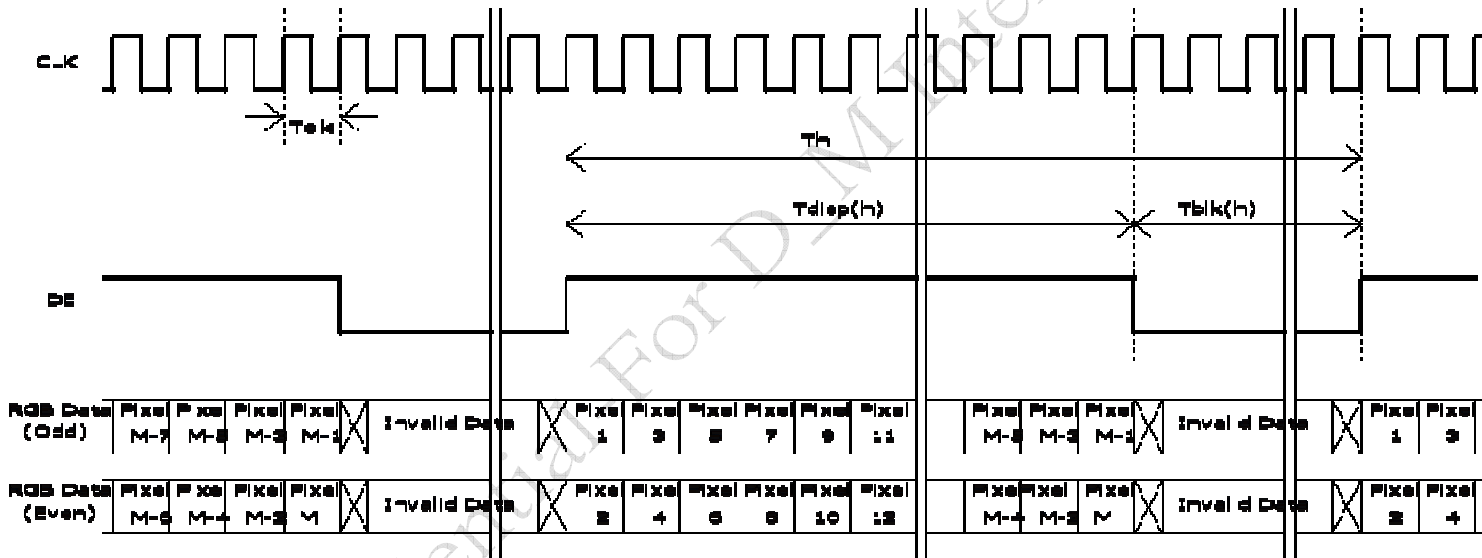 CLK
Tclk
Th
Tdisp(h) Tblk(h)
DE
RGB Data (Odd)
Pixel M-7 Pixel M-5 Pixel M-3 Pixel M-1 Invalid Data Pixel 1 Pixel 3 Pixel 5 Pixel 7 Pixel 9 Pixel 11 Pixel M-5 Pixel M-3 Pixel M-1 Invalid Data Pixel 1 Pixel 3
RGB Data (Even)
Pixel M-6 Pixel M-4 Pixel M-2 Pixel M Invalid Data Pixel 2 Pixel 4 Pixel 6 Pixel 8 Pixel 10 Pixel 12 Pixel M-4 Pixel M-2 Pixel M Invalid Data Pixel 2 Pixel 4
For D_M